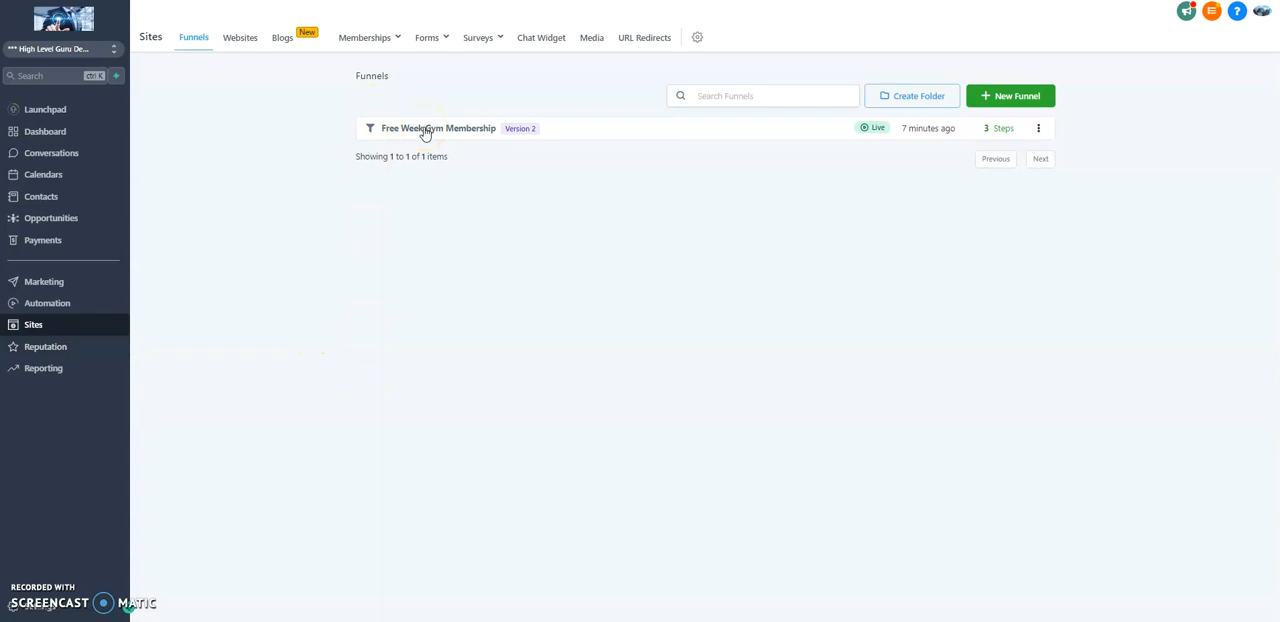 *** High Level Guru De...
Search ctrl K
Launchpad
Dashboard
Conversations
Calendars
Contacts
Opportunities
Payments
Marketing
Automation
Sites
Reputation
Reporting
RECORDED WITH
SCREENCAST MATIC
Sites Funnels Websites Blogs New Memberships Forms Surveys Chat Widget Media URL Redirects
Funnels
Search Funnels Create Folder + New Funnel
Free Week Gym Membership Version 2 Live 7 minutes ago 3 Steps
Showing 1 to 1 of 1 items Previous Next